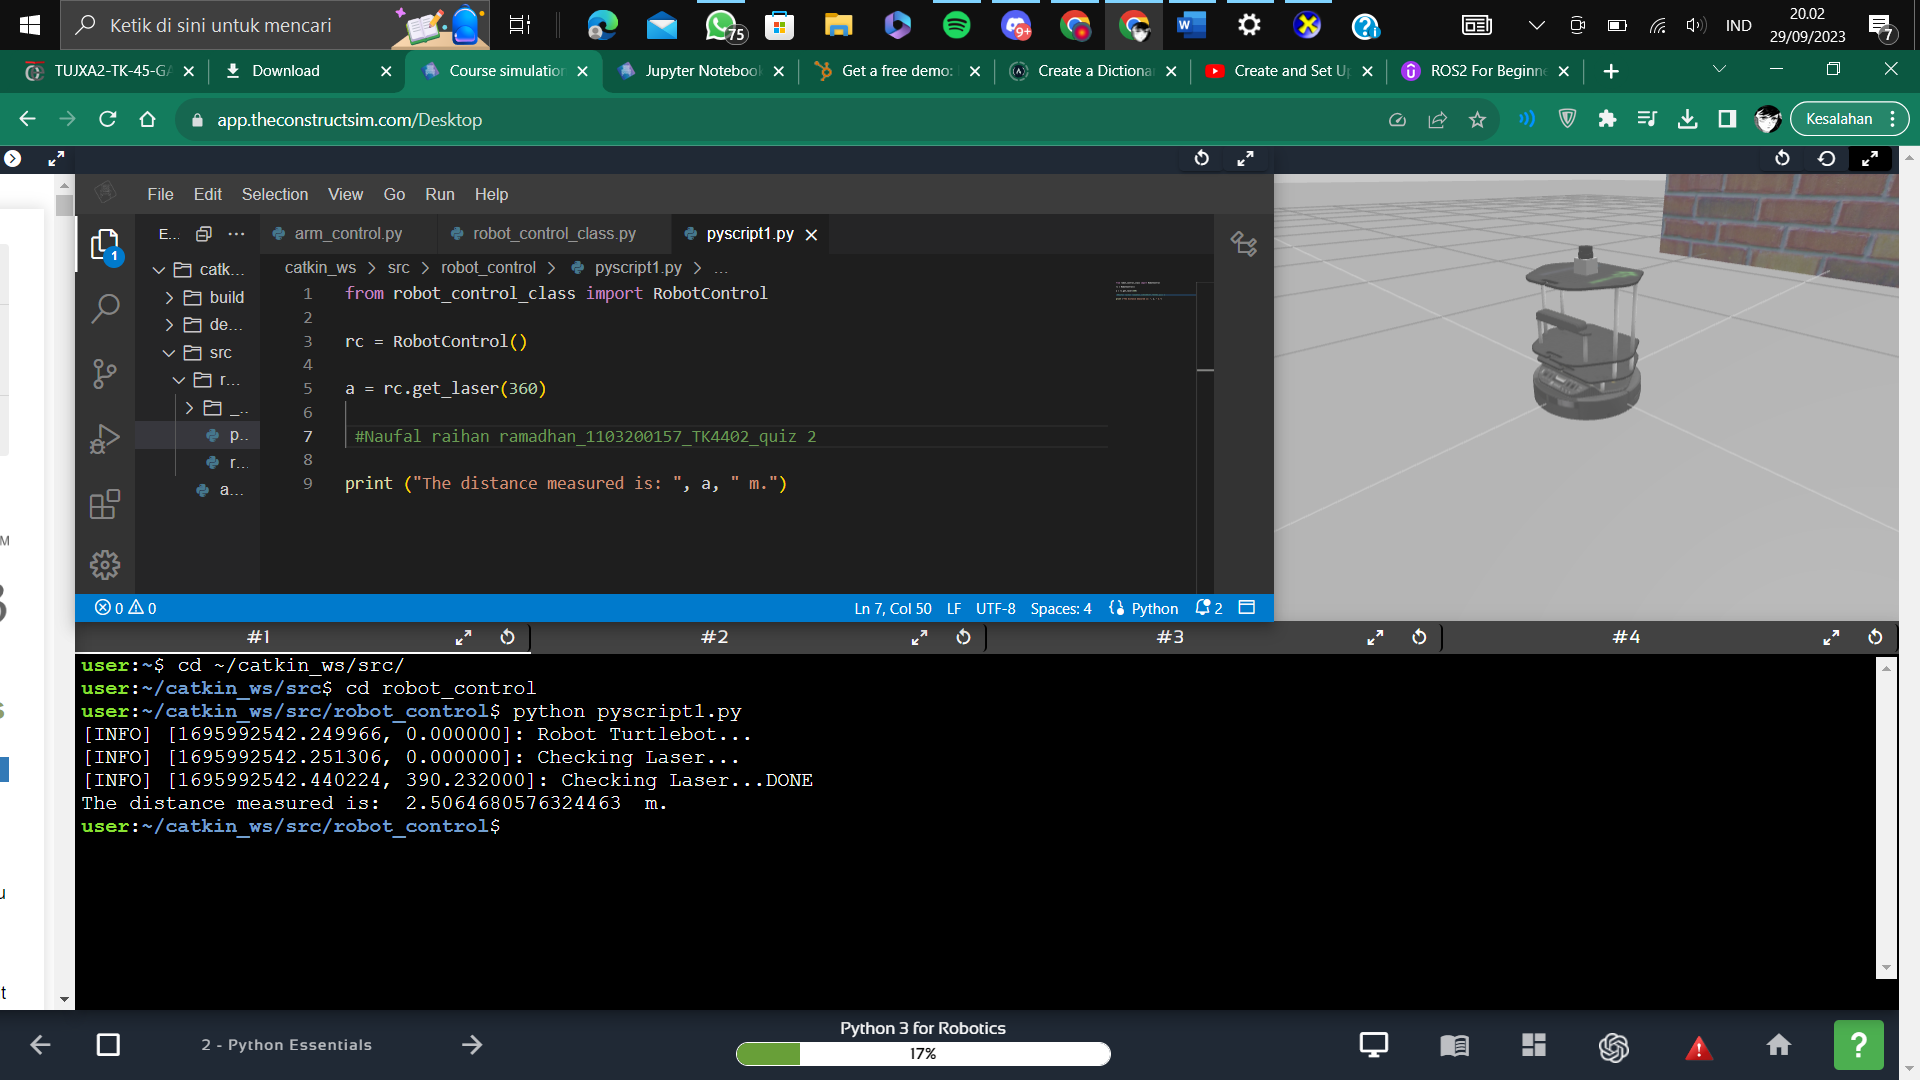 Ketik di sini untuk mencari
75
9+
IND
20.02
29/09/2023
7
TUJXA2-TK-45-GA
Download
Course simulation
Jupyter Notebook
Get a free demo:
Create a Dictiona
Create and Set U
ROS2 For Beginne
app.theconstructsim.com/Desktop
Kesalahan
File Edit Selection View Go Run Help
1
E... 
arm_control.py
robot_control_class.py
pyscript1.py
catkin_ws > src > robot_control > pyscript1.py > ...
catk...
build
de...
src
r...
_...
p...
r...
a...
1 from robot_control_class import RobotControl
2
3 rc = RobotControl()
4
5 a = rc.get_laser(360)
6
7 #Naufal raihan ramadhan_1103200157_TK4402_quiz 2
8
9 print ("The distance measured is: ", a, " m.")
0 0 Ln 7, Col 50 LF UTF-8 Spaces: 4 Python 2
#1 #2 #3 #4
user:~$ cd ~/catkin_ws/src/
user:~/catkin_ws/src$ cd robot_control
user:~/catkin_ws/src/robot_control$ python pyscript1.py
[INFO] [1695992542.249966, 0.000000]: Robot Turtlebot...
[INFO] [1695992542.251306, 0.000000]: Checking Laser...
[INFO] [1695992542.440224, 390.232000]: Checking Laser...DONE
The distance measured is:  2.5064680576324463  m.
user:~/catkin_ws/src/robot_control$
2 - Python Essentials
Python 3 for Robotics
17%
?